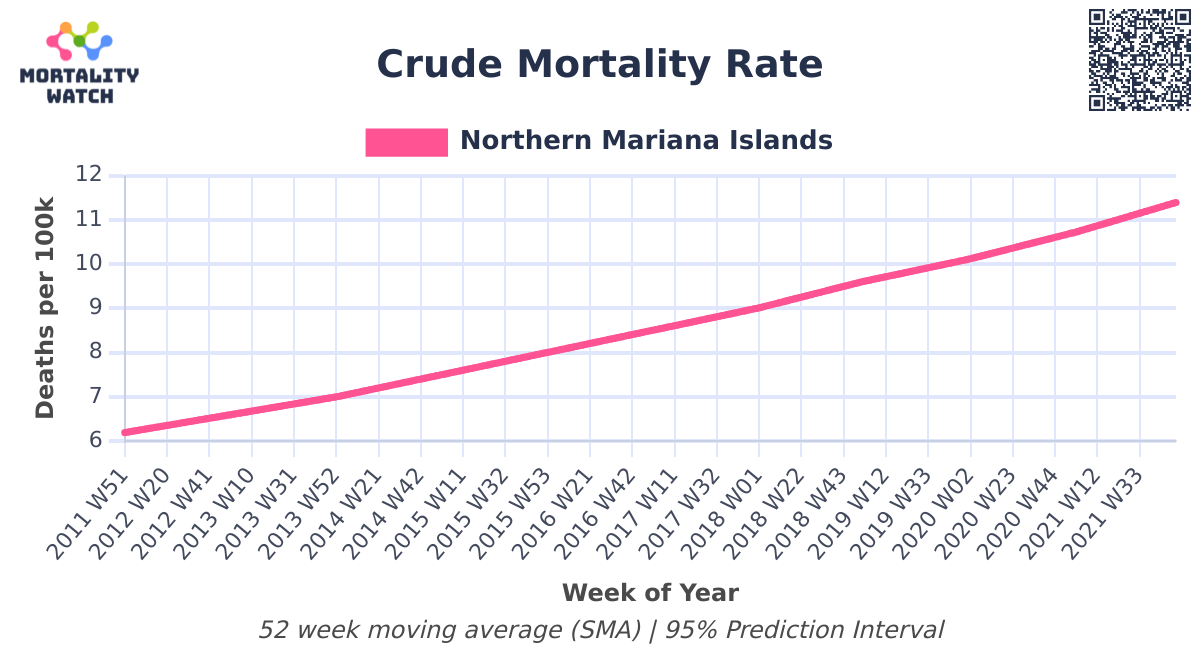 MORTALITY
WATCH
Crude Mortality Rate
Northern Mariana Islands
Deaths per 100k
12
11
10
9
8
7
6
2011 W51
2012 W20
2012 W41
2013 W10
2013 W31
2013 W52
2014 W21
2014 W42
2015 W11
2015 W32
2015 W53
2016 W21
2016 W42
2017 W11
2017 W32
2018 W01
2018 W22
2018 W43
2019 W12
2019 W33
2020 W02
2020 W23
2020 W44
2021 W12
2021 W33
Week of Year
52 week moving average (SMA) | 95% Prediction Interval